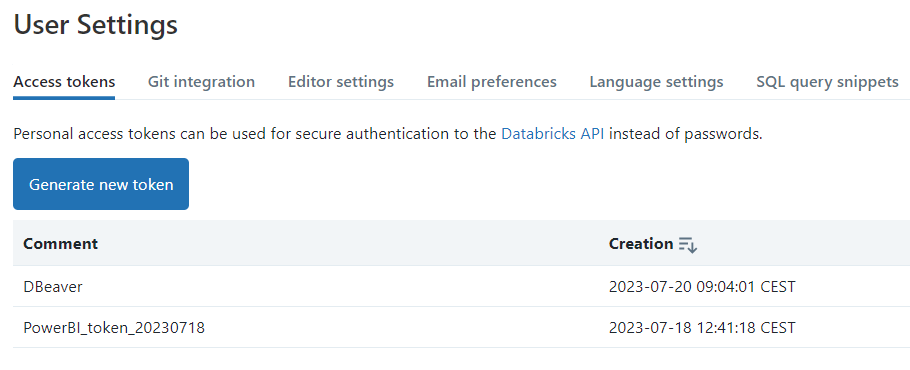 User Settings
Access tokens Git integration Editor settings Email preferences Language settings SQL query snippets
Personal access tokens can be used for secure authentication to the Databricks API instead of passwords.
Generate new token
Comment Creation
DBeaver 2023-07-20 09:04:01 CEST
PowerBI_token_20230718 2023-07-18 12:41:18 CEST